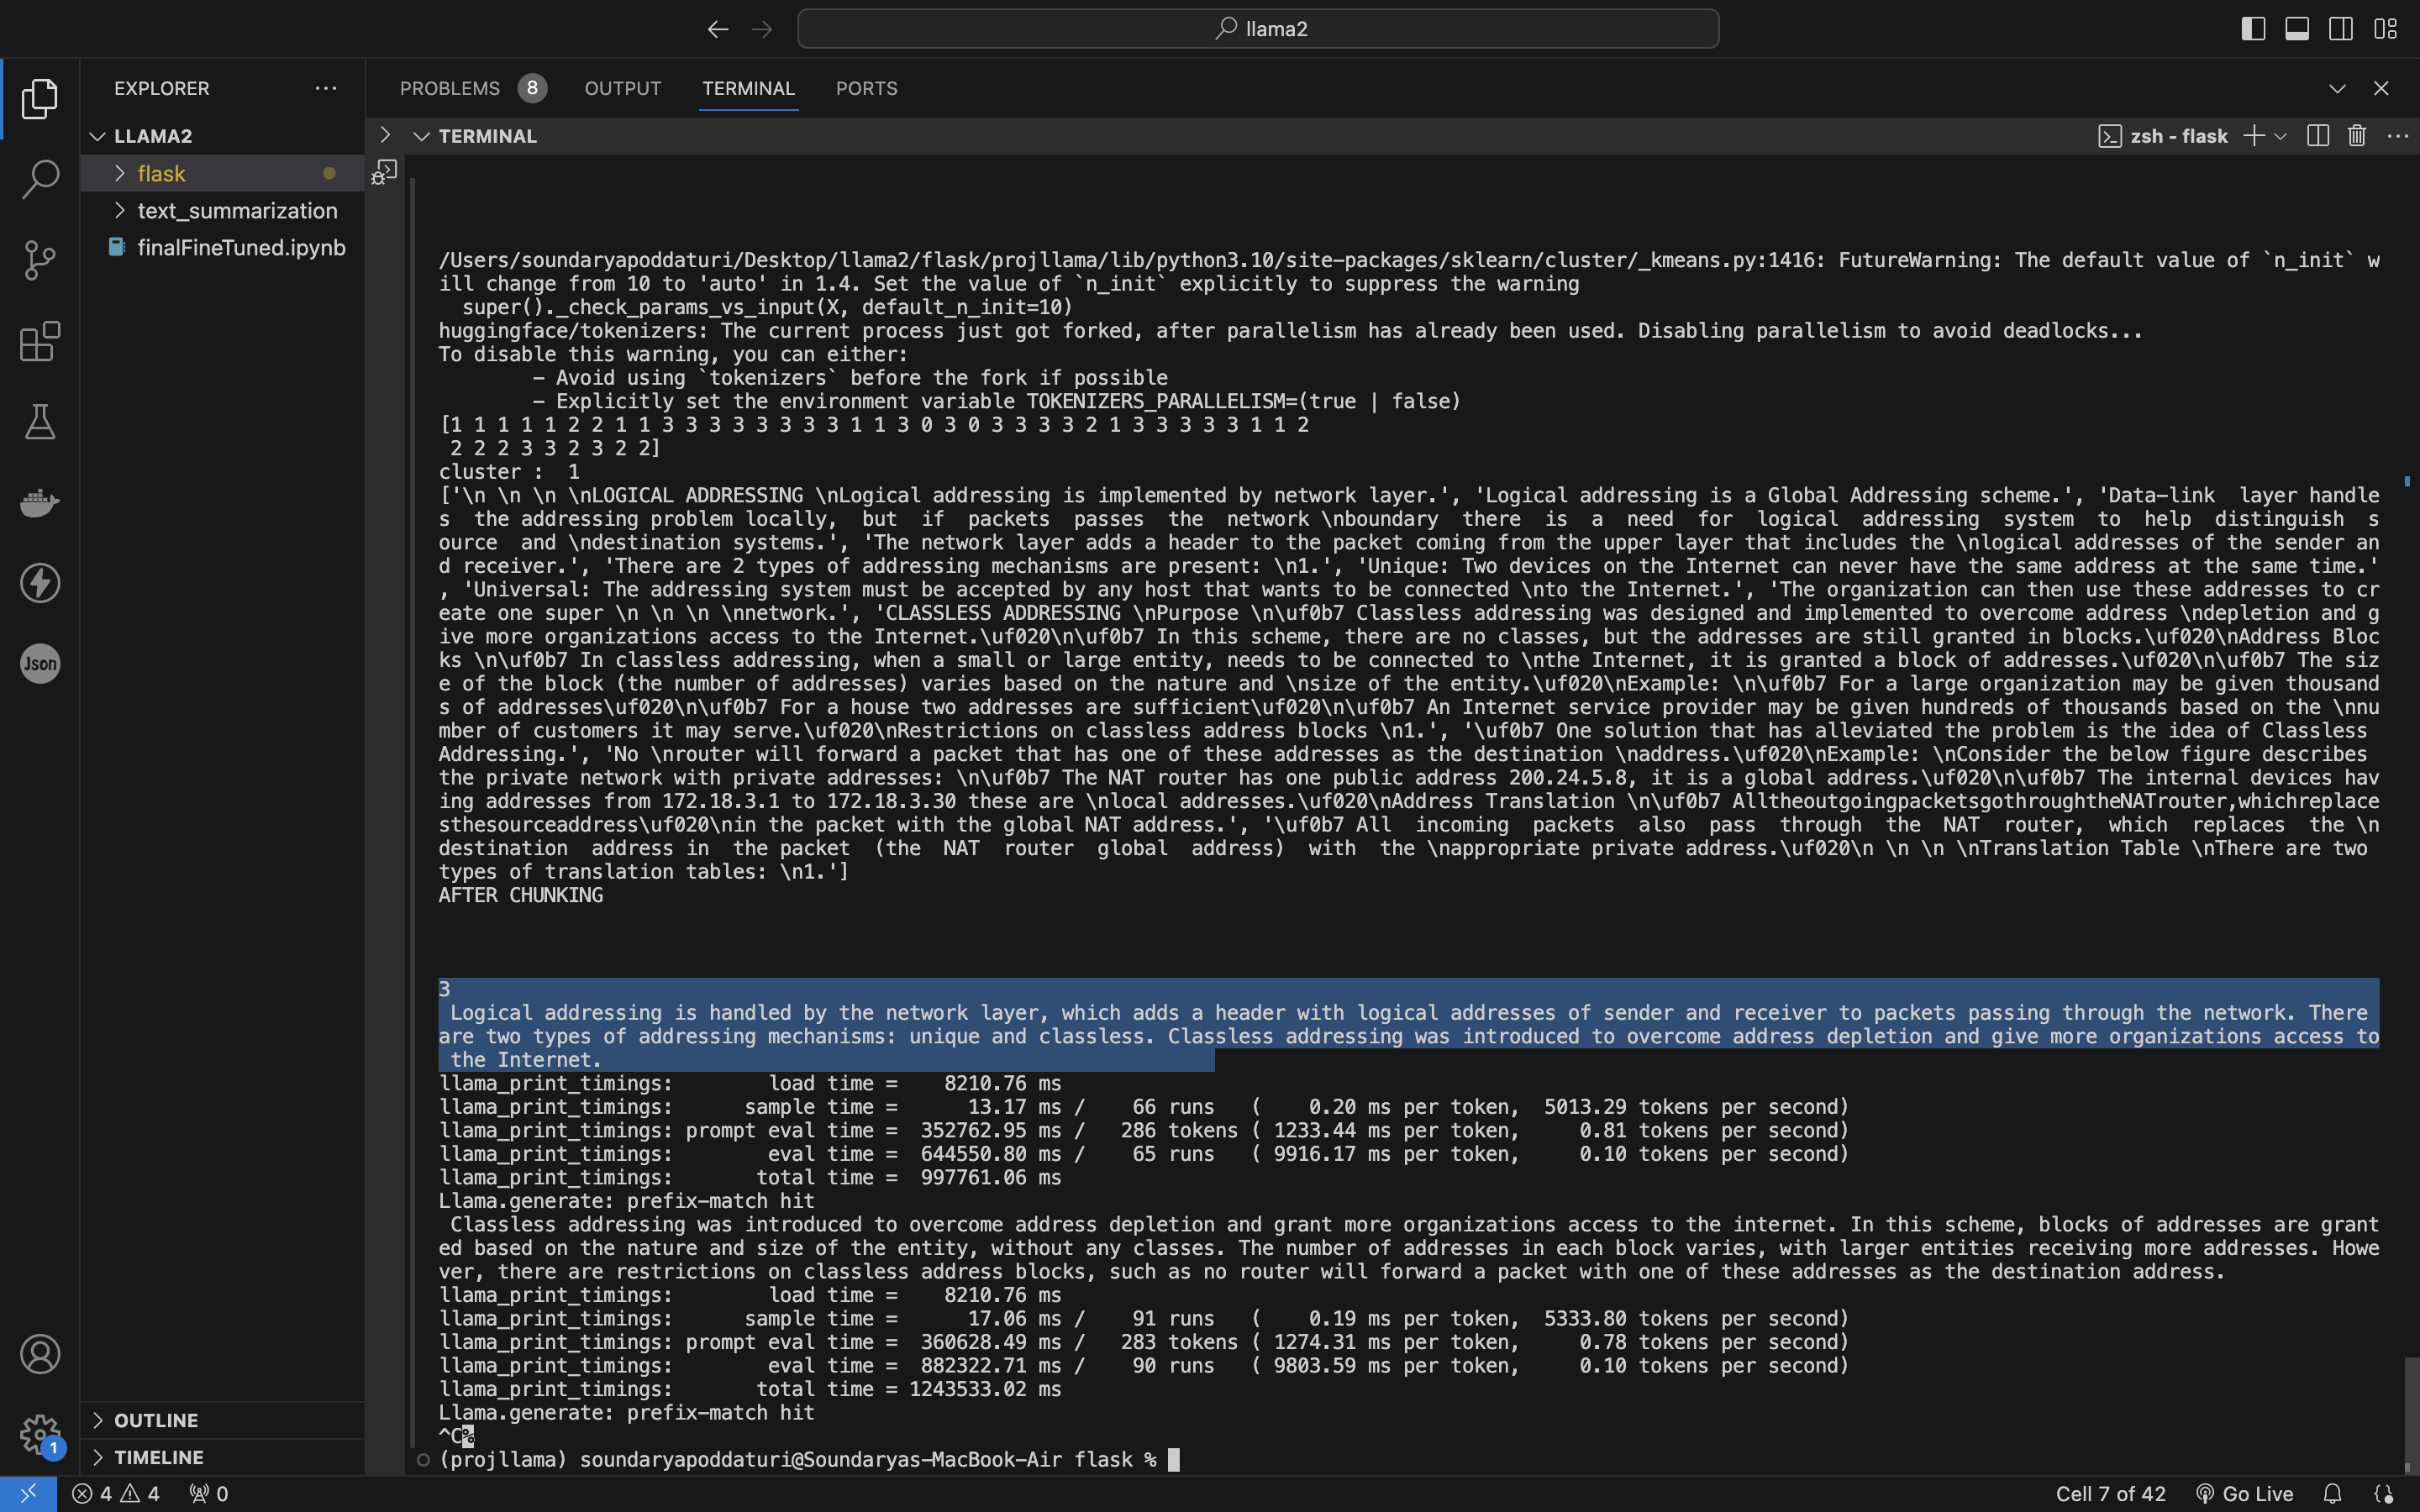 llama2
EXPLORER
LLAMA2
flask
text_summarization
finalFineTuned.ipynb
OUTLINE
TIMELINE
Json
1
PROBLEMS 8 OUTPUT TERMINAL PORTS
TERMINAL
zsh - flask
/Users/soundaryapoddaturi/Desktop/llama2/flask/projllama/lib/python3.10/site-packages/sklearn/cluster/_kmeans.py:1416: FutureWarning: The default value of `n_init` w
ill change from 10 to 'auto' in 1.4. Set the value of `n_init` explicitly to suppress the warning
  super()._check_params_vs_input(X, default_n_init=10)
huggingface/tokenizers: The current process just got forked, after parallelism has already been used. Disabling parallelism to avoid deadlocks...
To disable this warning, you can either:
        - Avoid using `tokenizers` before the fork if possible
        - Explicitly set the environment variable TOKENIZERS_PARALLELISM=(true | false)
[1 1 1 1 1 2 2 1 1 3 3 3 3 3 3 3 3 1 1 3 0 3 0 3 3 3 3 2 1 3 3 3 3 3 1 1 2
 2 2 2 3 3 2 3 2 2]
cluster :  1
['\n \n \n \nLOGICAL ADDRESSING \nLogical addressing is implemented by network layer.', 'Logical addressing is a Global Addressing scheme.', 'Data-link  layer handle
s  the addressing problem locally,  but  if  packets  passes  the  network \nboundary  there  is  a  need  for  logical  addressing  system  to  help  distinguish  s
ource  and \ndestination systems.', 'The network layer adds a header to the packet coming from the upper layer that includes the \nlogical addresses of the sender an
d receiver.', 'There are 2 types of addressing mechanisms are present: \n1.', 'Unique: Two devices on the Internet can never have the same address at the same time.'
, 'Universal: The addressing system must be accepted by any host that wants to be connected \nto the Internet.', 'The organization can then use these addresses to cr
eate one super \n \n \n \nnetwork.', 'CLASSLESS ADDRESSING \nPurpose \n\uf0b7 Classless addressing was designed and implemented to overcome address \ndepletion and g
ive more organizations access to the Internet.\uf020\n\uf0b7 In this scheme, there are no classes, but the addresses are still granted in blocks.\uf020\nAddress Bloc
ks \n\uf0b7 In classless addressing, when a small or large entity, needs to be connected to \nthe Internet, it is granted a block of addresses.\uf020\n\uf0b7 The siz
e of the block (the number of addresses) varies based on the nature and \nsize of the entity.\uf020\nExample: \n\uf0b7 For a large organization may be given thousand
s of addresses\uf020\n\uf0b7 For a house two addresses are sufficient\uf020\n\uf0b7 An Internet service provider may be given hundreds of thousands based on the \nnu
mber of customers it may serve.\uf020\nRestrictions on classless address blocks \n1.', '\uf0b7 One solution that has alleviated the problem is the idea of Classless
Addressing.', 'No \nrouter will forward a packet that has one of these addresses as the destination \naddress.\uf020\nExample: \nConsider the below figure describes
the private network with private addresses: \n\uf0b7 The NAT router has one public address 200.24.5.8, it is a global address.\uf020\n\uf0b7 The internal devices hav
ing addresses from 172.18.3.1 to 172.18.3.30 these are \nlocal addresses.\uf020\nAddress Translation \n\uf0b7 AlltheoutgoingpacketsgothroughtheNATrouter,whichreplace
sthesourceaddress\uf020\nin the packet with the global NAT address.', '\uf0b7 All  incoming  packets  also  pass  through  the  NAT  router,  which  replaces  the \n
destination  address in  the packet  (the  NAT  router  global  address)  with  the \nappropriate private address.\uf020\n \n \n \nTranslation Table \nThere are two
types of translation tables: \n1.']
AFTER CHUNKING
3
 Logical addressing is handled by the network layer, which adds a header with logical addresses of sender and receiver to packets passing through the network. There
are two types of addressing mechanisms: unique and classless. Classless addressing was introduced to overcome address depletion and give more organizations access to
 the Internet.
llama_print_timings:        load time =    8210.76 ms
llama_print_timings:      sample time =      13.17 ms /    66 runs   (    0.20 ms per token,  5013.29 tokens per second)
llama_print_timings: prompt eval time =  352762.95 ms /   286 tokens ( 1233.44 ms per token,     0.81 tokens per second)
llama_print_timings:        eval time =  644550.80 ms /    65 runs   ( 9916.17 ms per token,     0.10 tokens per second)
llama_print_timings:       total time =  997761.06 ms
Llama.generate: prefix-match hit
 Classless addressing was introduced to overcome address depletion and grant more organizations access to the internet. In this scheme, blocks of addresses are grant
ed based on the nature and size of the entity, without any classes. The number of addresses in each block varies, with larger entities receiving more addresses. Howe
ver, there are restrictions on classless address blocks, such as no router will forward a packet with one of these addresses as the destination address.
llama_print_timings:        load time =    8210.76 ms
llama_print_timings:      sample time =      17.06 ms /    91 runs   (    0.19 ms per token,  5333.80 tokens per second)
llama_print_timings: prompt eval time =  360628.49 ms /   283 tokens ( 1274.31 ms per token,     0.78 tokens per second)
llama_print_timings:        eval time =  882322.71 ms /    90 runs   ( 9803.59 ms per token,     0.10 tokens per second)
llama_print_timings:       total time = 1243533.02 ms
Llama.generate: prefix-match hit
^C%
(projllama) soundaryapoddaturi@Soundaryas-MacBook-Air flask %
4 4 0 Cell 7 of 42 Go Live